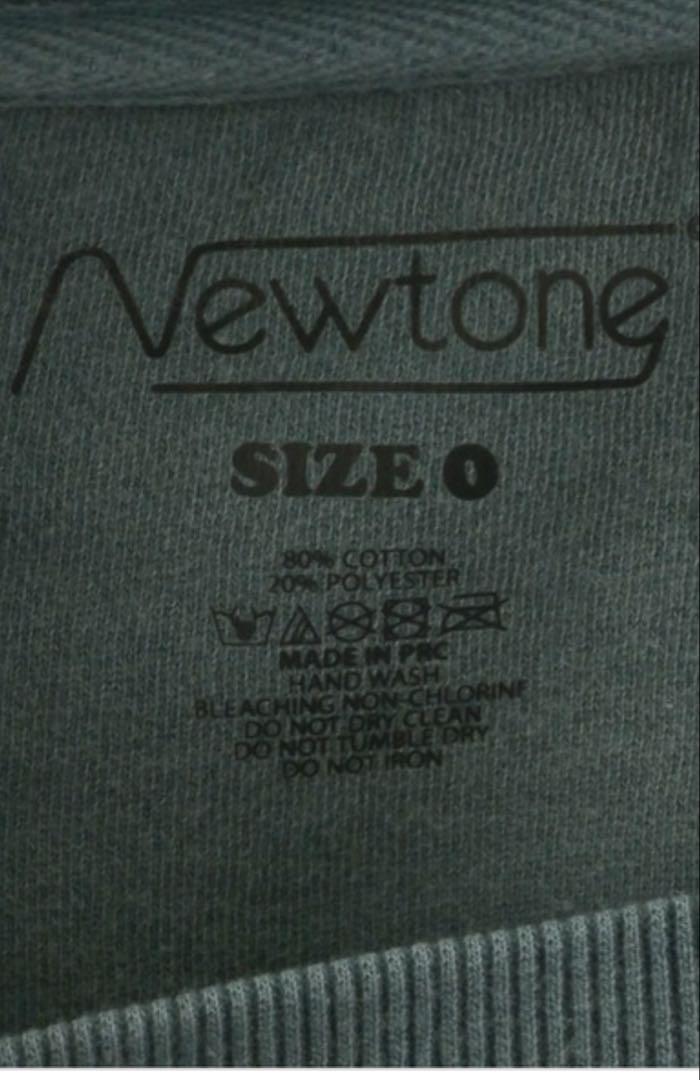 Newtone
SIZE 0
80% COTTON
20% POLYESTER
MADE IN PRC
HAND WASH
BLEACHING NON-CHLORINE
DO NOT DRY CLEAN
DO NOT TUMBLE DRY
DO NOT IRON